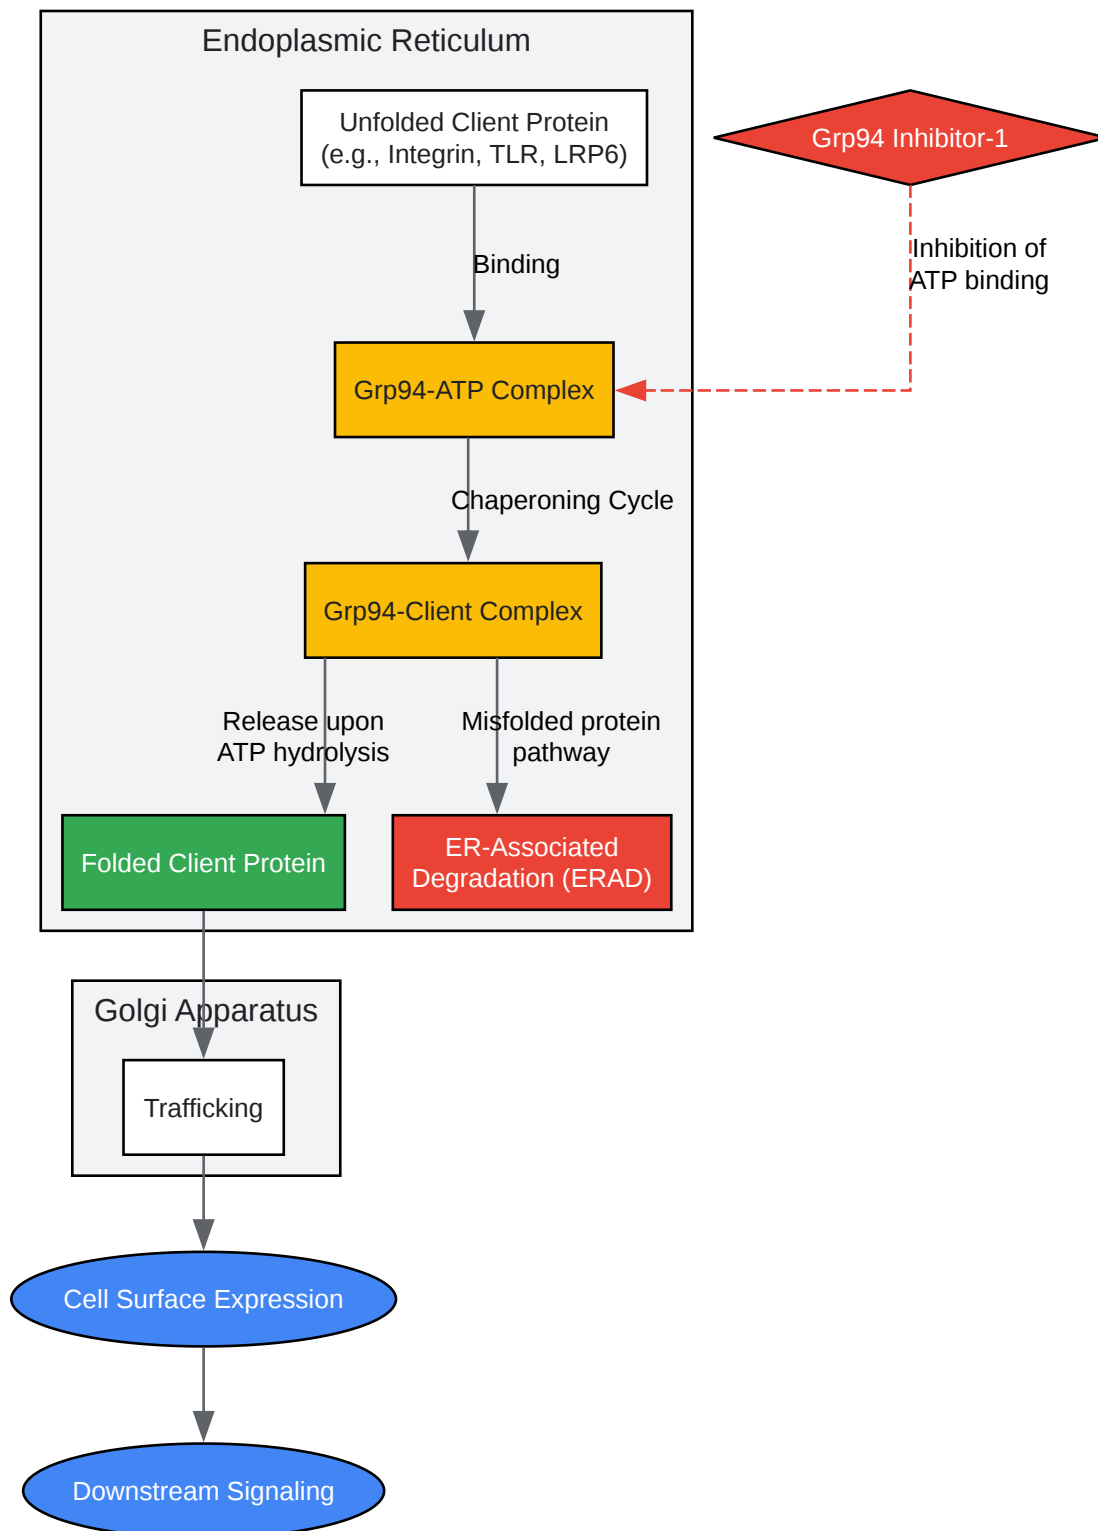 Endoplasmic Reticulum
Unfolded Client Protein
(e.g., Integrin, TLR, LRP6)
Grp94 Inhibitor-1
Binding
Inhibition of
ATP binding
Grp94-ATP Complex
Chaperoning Cycle
Grp94-Client Complex
Release upon
ATP hydrolysis
Misfolded protein
pathway
Folded Client Protein
ER-Associated
Degradation (ERAD)
Golgi Apparatus
Trafficking
Cell Surface Expression
Downstream Signaling